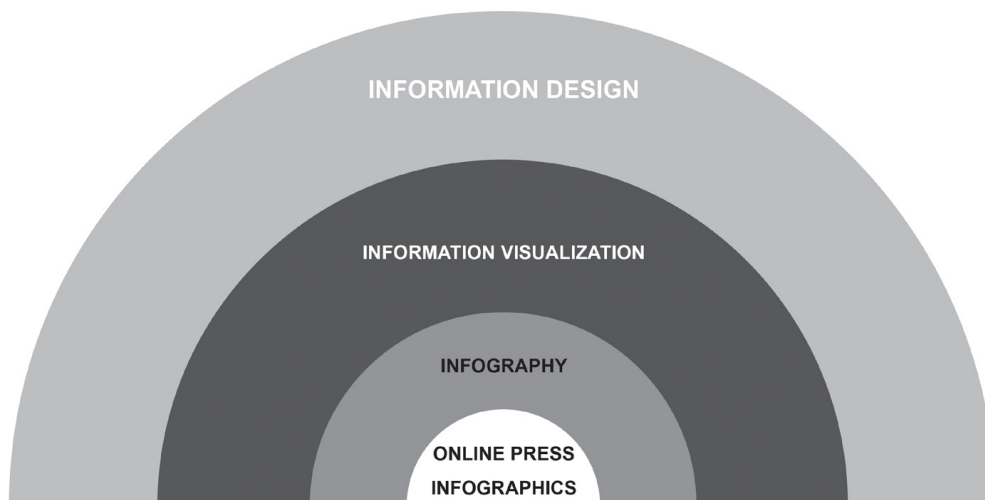 INFORMATION DESIGN
INFORMATION VISUALIZATION
INFOGRAPHY
ONLINE PRESS
INFOGRAPHICS